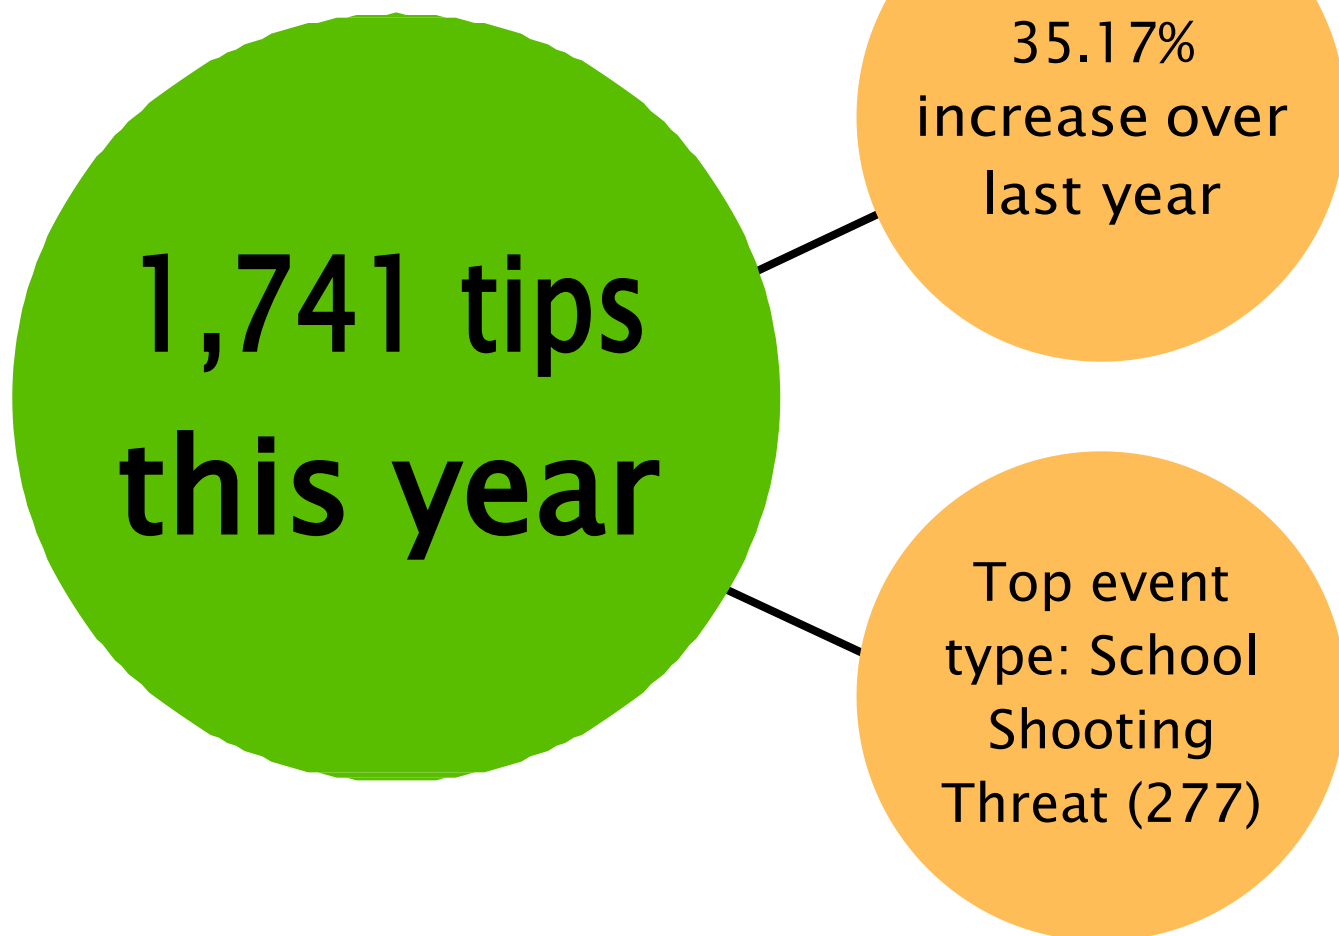 1,741 tips
this year
35.17%
increase over
last year
Top event
type: School
Shooting
Threat (277)